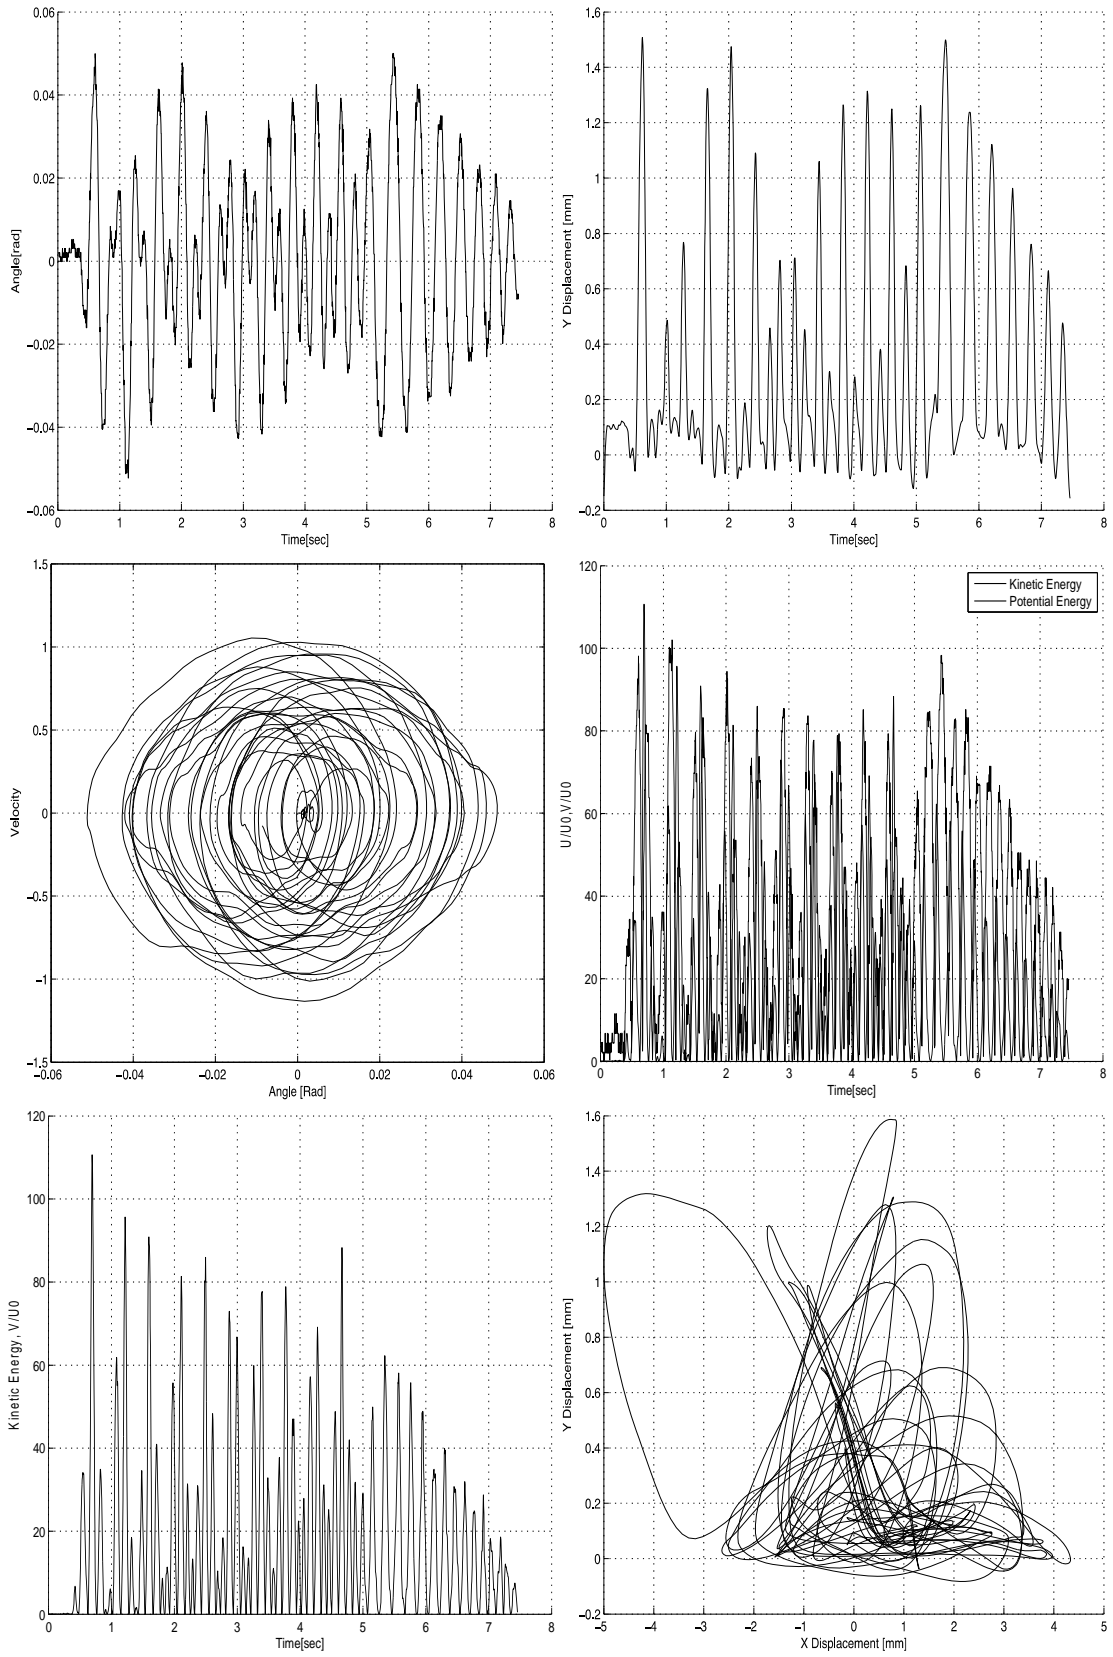 0.06
0.04
0.02
0
−0.02
−0.04
−0.06
Angle[rad]
0 1 2 3 4 5 6 7 8
Time[sec]
1.6
1.4
1.2
1
0.8
0.6
0.4
0.2
0
−0.2
Y Displacement [mm]
0 1 2 3 4 5 6 7 8
Time[sec]
1.5
1
0.5
0
−0.5
−1
−1.5
Velocity
−0.06 −0.04 −0.02 0 0.02 0.04 0.06
Angle [Rad]
120
100
80
60
40
20
0
U/U0,V/U0
Kinetic Energy
Potential Energy
0 1 2 3 4 5 6 7 8
Time[sec]
120
100
80
60
40
20
0
Kinetic Energy, V/U0
0 1 2 3 4 5 6 7 8
Time[sec]
1.6
1.4
1.2
1
0.8
0.6
0.4
0.2
0
−0.2
Y Displacement [mm]
−5 −4 −3 −2 −1 0 1 2 3 4 5
X Displacement [mm]